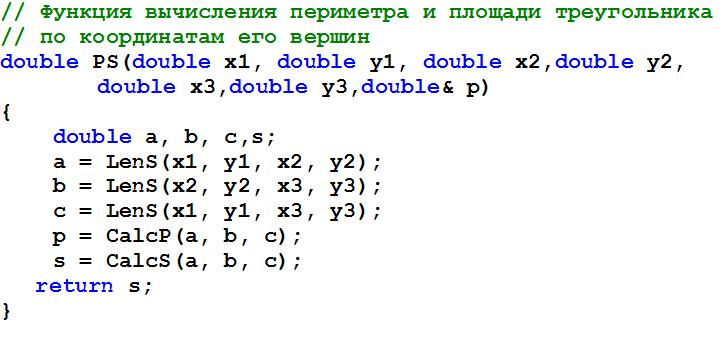 // Функция вычисления периметра и площади треугольника
// по координатам его вершин
double PS(double x1, double y1, double x2,double y2,
double x3,double y3,double& p)
{
double a, b, c,s;
a = LenS(x1, y1, x2, y2);
b = LenS(x2, y2, x3, y3);
c = LenS(x1, y1, x3, y3);
p = CalcP(a, b, c);
s = CalcS(a, b, c);
return s;
}